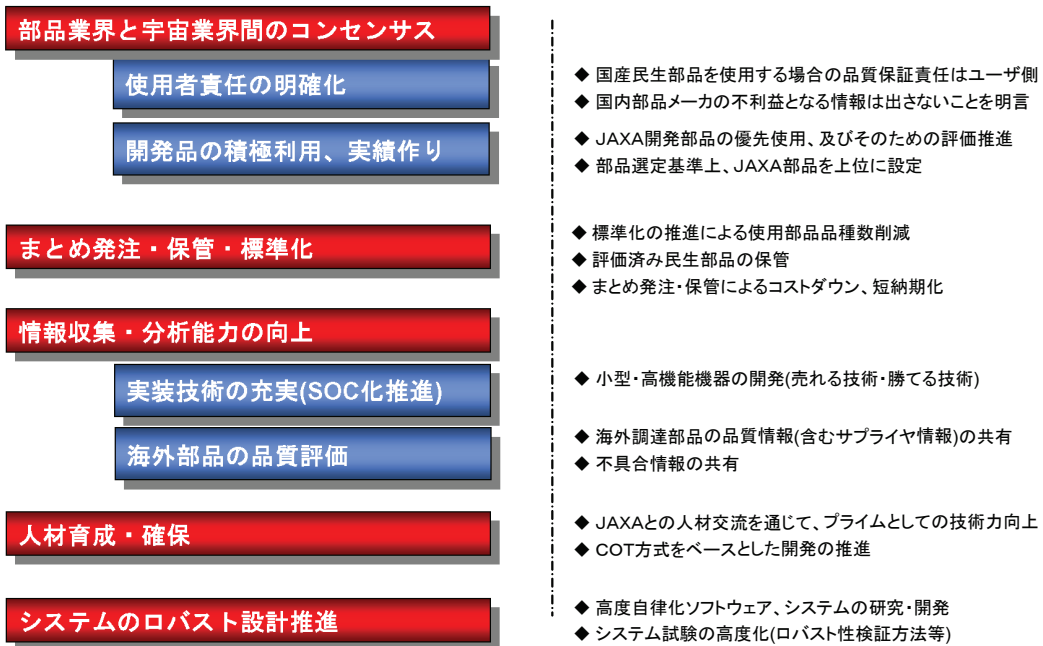 部品業界と宇宙業界間のコンセンサス
使用者責任の明確化
◆ 国産民生部品を使用する場合の品質保証責任はユーザ側
◆ 国内部品メーカの不利益となる情報は出さないことを明言
開発品の積極利用、実績作り
◆ JAXA開発部品の優先使用、及びそのための評価推進
◆ 部品選定基準上、JAXA部品を上位に設定
まとめ発注・保管・標準化
◆ 標準化の推進による使用部品品種数削減
◆ 評価済み民生部品の保管
◆ まとめ発注・保管によるコストダウン、短納期化
情報収集・分析能力の向上
実装技術の充実(SOC化推進)
◆ 小型・高機能機器の開発(売れる技術・勝てる技術)
海外部品の品質評価
◆ 海外調達部品の品質情報(含むサプライヤ情報)の共有
◆ 不具合情報の共有
人材育成・確保
◆ JAXAとの人材交流を通じて、プライムとしての技術力向上
◆ COT方式をベースとした開発の推進
システムのロバスト設計推進
◆ 高度自律化ソフトウェア、システムの研究・開発
◆ システム試験の高度化(ロバスト性検証方法等)